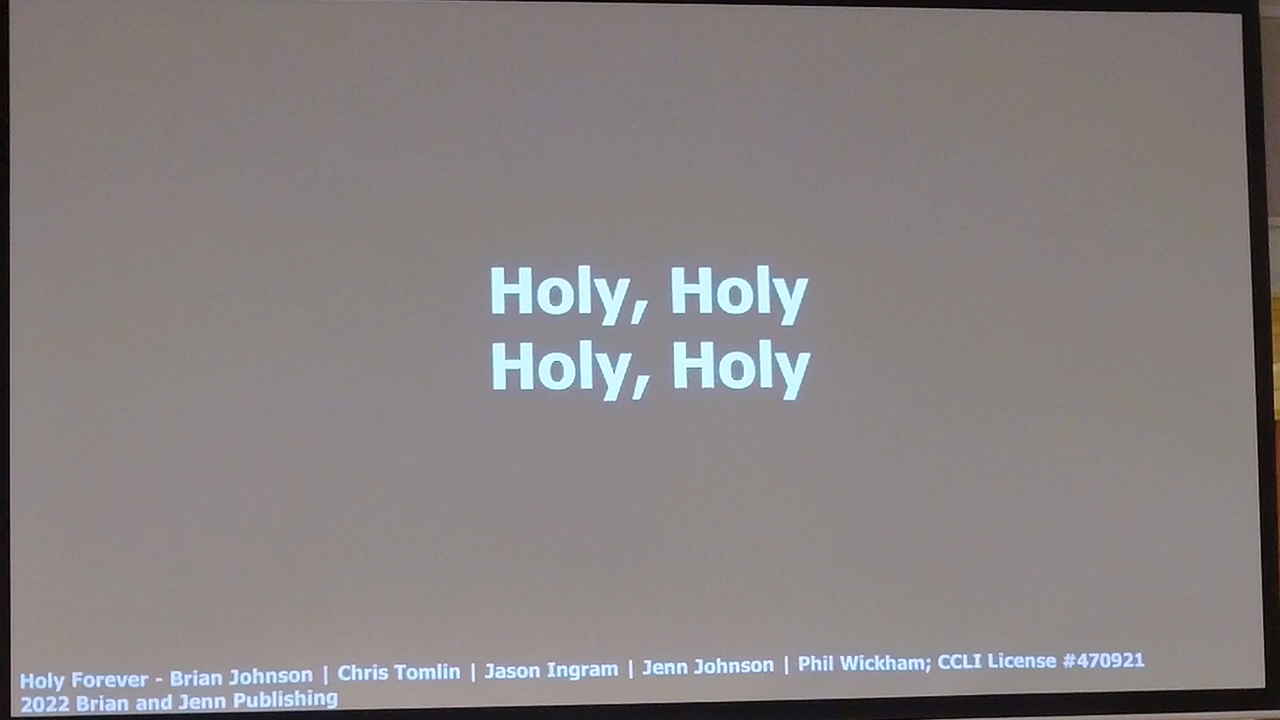 Holy, Holy
Holy, Holy
Holy Forever - Brian Johnson | Chris Tomlin | Jason Ingram | Jenn Johnson | Phil Wickham; CCLI License #470921
2022 Brian and Jenn Publishing